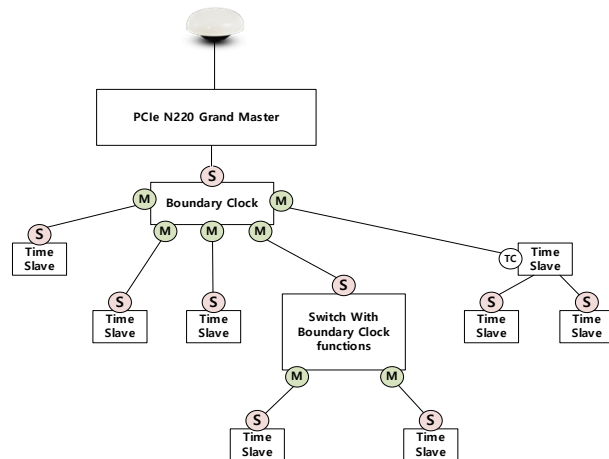 PCIe N220 Grand Master
S
M
Boundary Clock
M
S
Time
Slave
M
M
M
TC
Time
Slave
S
Time
Slave
S
Time
Slave
S
Switch With
Boundary Clock
functions
S
Time
Slave
S
Time
Slave
M
M
S
Time
Slave
S
Time
Slave